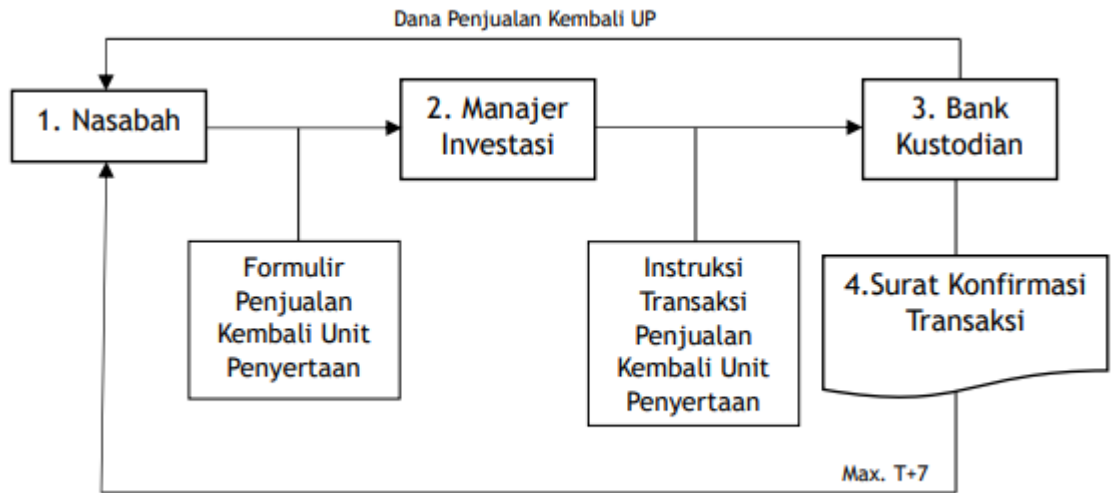 Dana Penjualan Kembali UP
1. Nasabah
2. Manajer
Investasi
3. Bank
Kustodian
Formulir
Penjualan
Kembali Unit
Penyertaan
Instruksi
Transaksi
Penjualan
Kembali Unit
Penyertaan
4.Surat Konfirmasi
Transaksi
Max. T+7